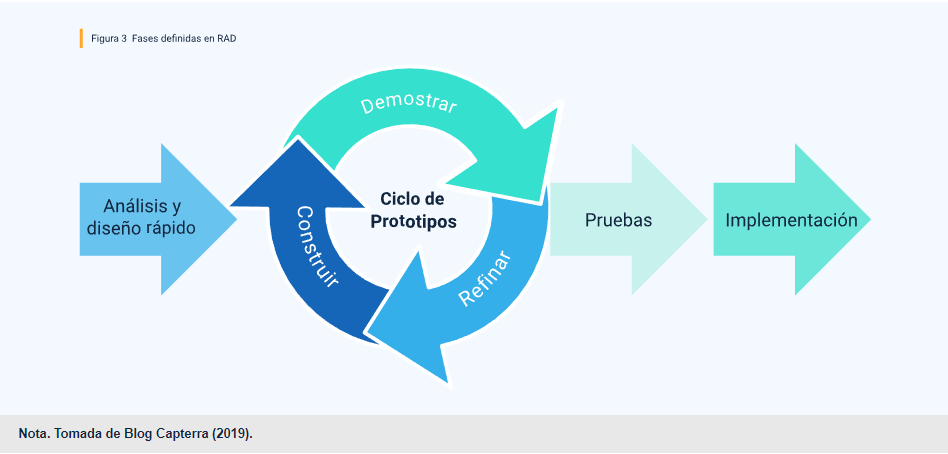 Figura 3 Fases definidas en RAD
Demostrar
Análisis y
diseño rápido
Ciclo de
Prototipos
Construir
Refinar
Pruebas
Implementación
Nota. Tomada de Blog Capterra (2019).